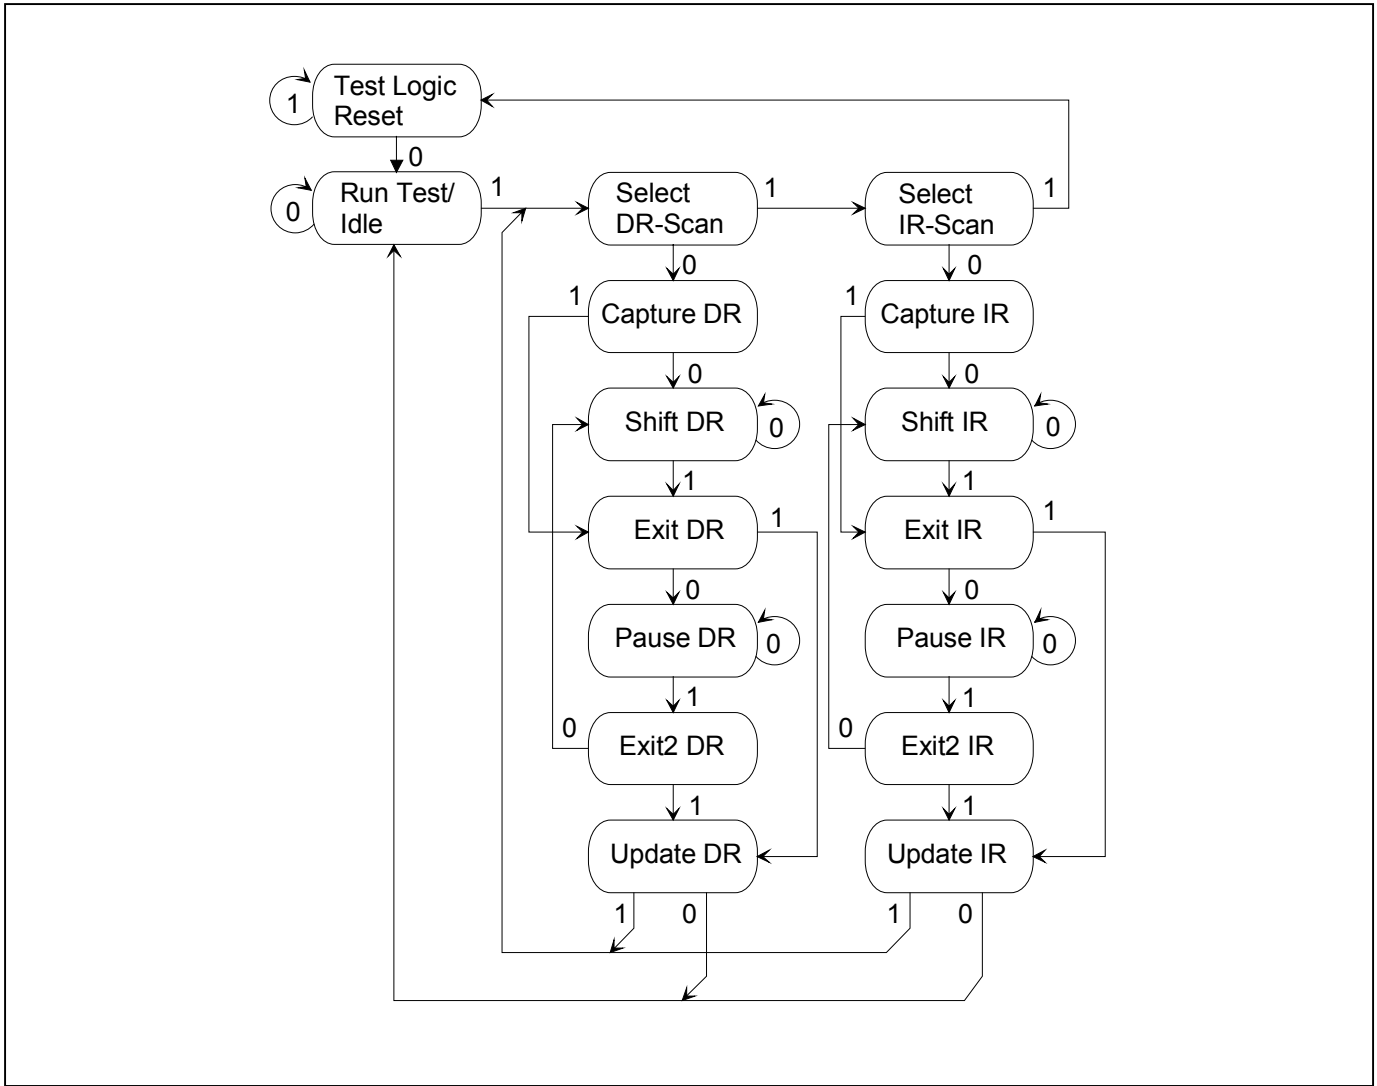 Test Logic
Reset
1
0
Run Test/
Idle
0
1
Select
DR-Scan
1
Select
IR-Scan
1
0
0
1
Capture DR
1
Capture IR
0
0
Shift DR
0
Shift IR
0
1
1
Exit DR
1
Exit IR
1
0
0
Pause DR
0
Pause IR
0
1
1
0
Exit2 DR
0
Exit2 IR
1
1
Update DR
Update IR
1
0
1
0